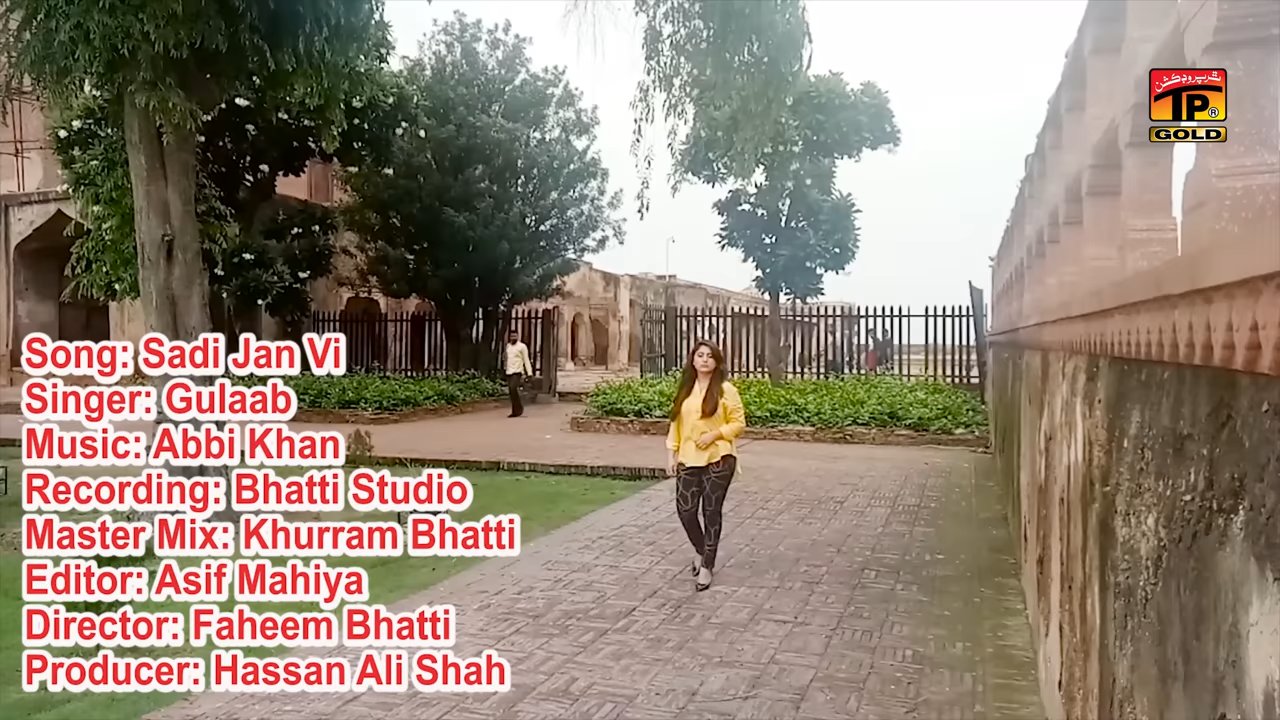 تھرپروڈکشن
TP®
GOLD
Song: Sadi Jan Vi
Singer: Gulaab
Music: Abbi Khan
Recording: Bhatti Studio
Master Mix: Khurram Bhatti
Editor: Asif Mahiya
Director: Faheem Bhatti
Producer: Hassan Ali Shah